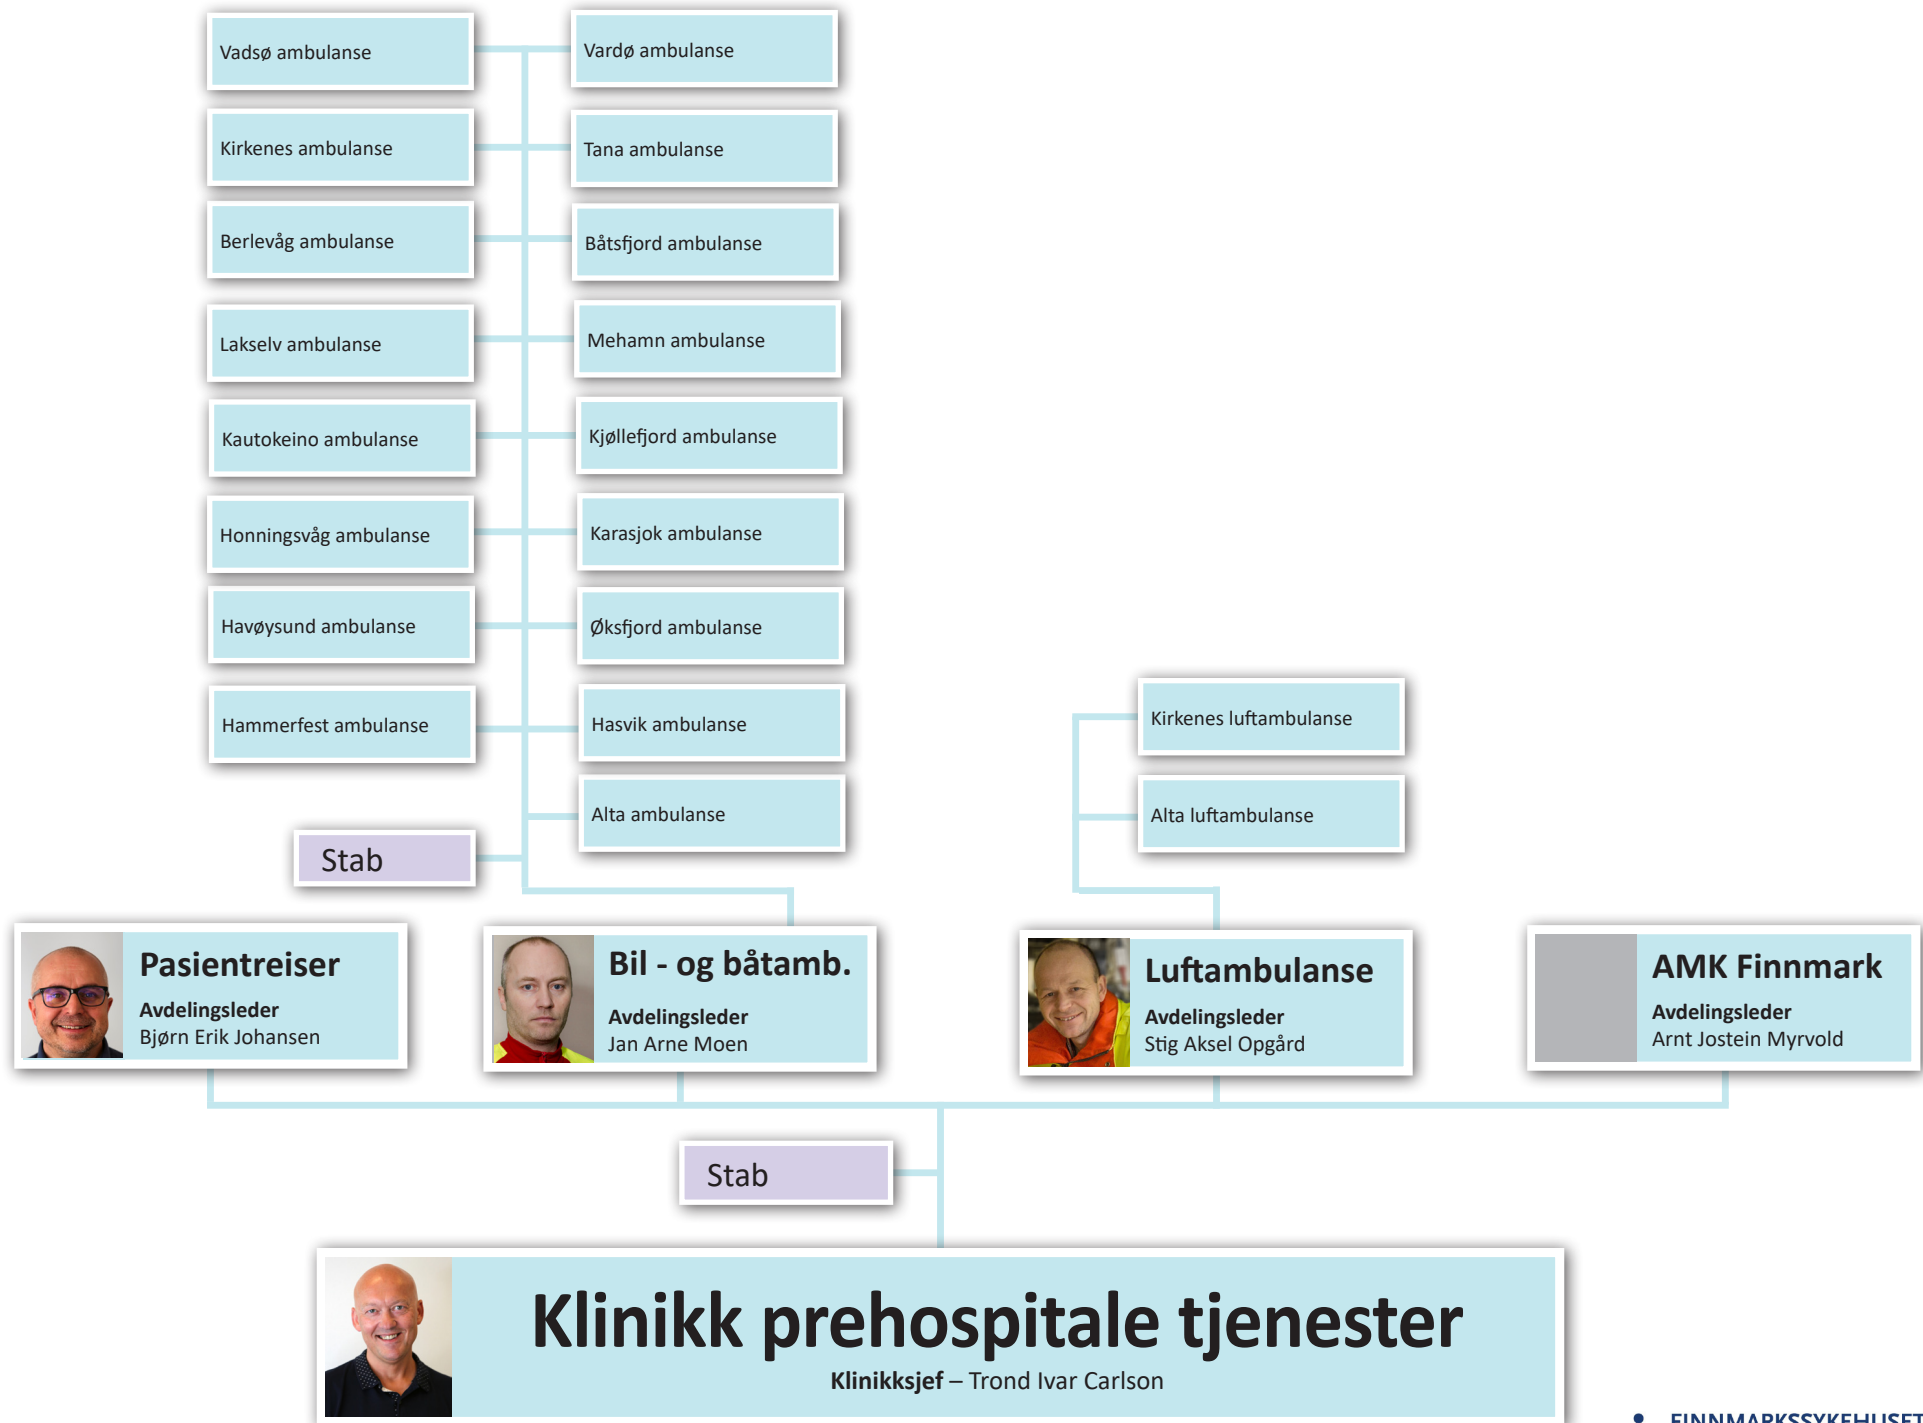 Vadsø ambulanse
Vardø ambulanse
Kirkenes ambulanse
Tana ambulanse
Berlevåg ambulanse
Båtsfjord ambulanse
Lakselv ambulanse
Mehamn ambulanse
Kautokeino ambulanse
Kjøllefjord ambulanse
Honningsvåg ambulanse
Karasjok ambulanse
Havøysund ambulanse
Øksfjord ambulanse
Hammerfest ambulanse
Hasvik ambulanse
Kirkenes luftambulanse
Alta ambulanse
Alta luftambulanse
Stab
Pasientreiser
Avdelingsleder
Bjørn Erik Johansen
Bil - og båtamb.
Avdelingsleder
Jan Arne Moen
Luftambulanse
Avdelingsleder
Stig Aksel Opgård
AMK Finnmark
Avdelingsleder
Arnt Jostein Myrvold
Stab
Klinikk prehospitale tjenester
Klinikksjef – Trond Ivar Carlson
FINNMARKSSYKEHUSET